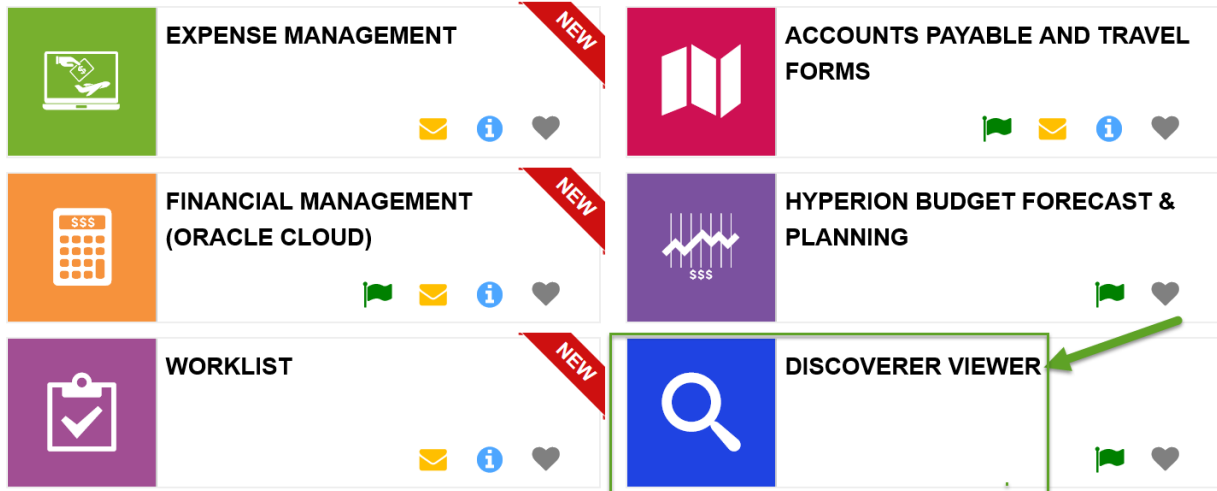 EXPENSE MANAGEMENT
NEW
$
ACCOUNTS PAYABLE AND TRAVEL
FORMS
FINANCIAL MANAGEMENT
(ORACLE CLOUD)
NEW
$$$
HYPERION BUDGET FORECAST &
PLANNING
$$$
WORKLIST
NEW
DISCOVERER VIEWER